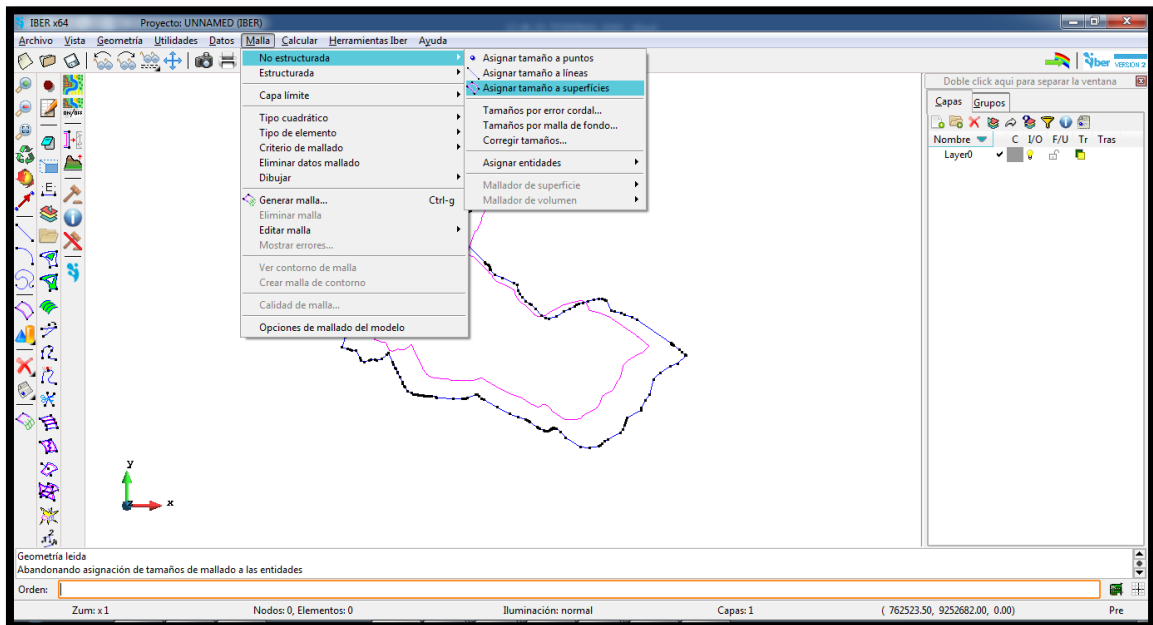 IBER x64 Proyecto: UNNAMED (IBER)
Archivo Vista Geometría Utilidades Datos Malla Calcular Herramientas Iber Ayuda
iber VERSION 2
No estructurada
Estructurada
Capa límite
Tipo cuadrático
Tipo de elemento
Criterio de mallado
Eliminar datos mallado
Dibujar
Generar malla... Ctrl-g
Eliminar malla
Editar malla
Mostrar errores...
Ver contorno de malla
Crear malla de contorno
Calidad de malla...
Opciones de mallado del modelo
Asignar tamaño a puntos
Asignar tamaño a líneas
Asignar tamaño a superfícies
Tamaños por error cordal...
Tamaños por malla de fondo...
Corregir tamaños...
Asignar entidades
Mallador de superficie
Mallador de volumen
Doble click aquí para separar la ventana
Capas Grupos
Nombre C I/O F/U Tr Tras
Layer0
y
x
Geometría leida
Abandonando asignación de tamaños de mallado a las entidades
Orden:
Zum: x 1 Nodos: 0, Elementos: 0 Iluminación: normal Capas: 1 ( 762523.50, 9252682.00, 0.00) Pre